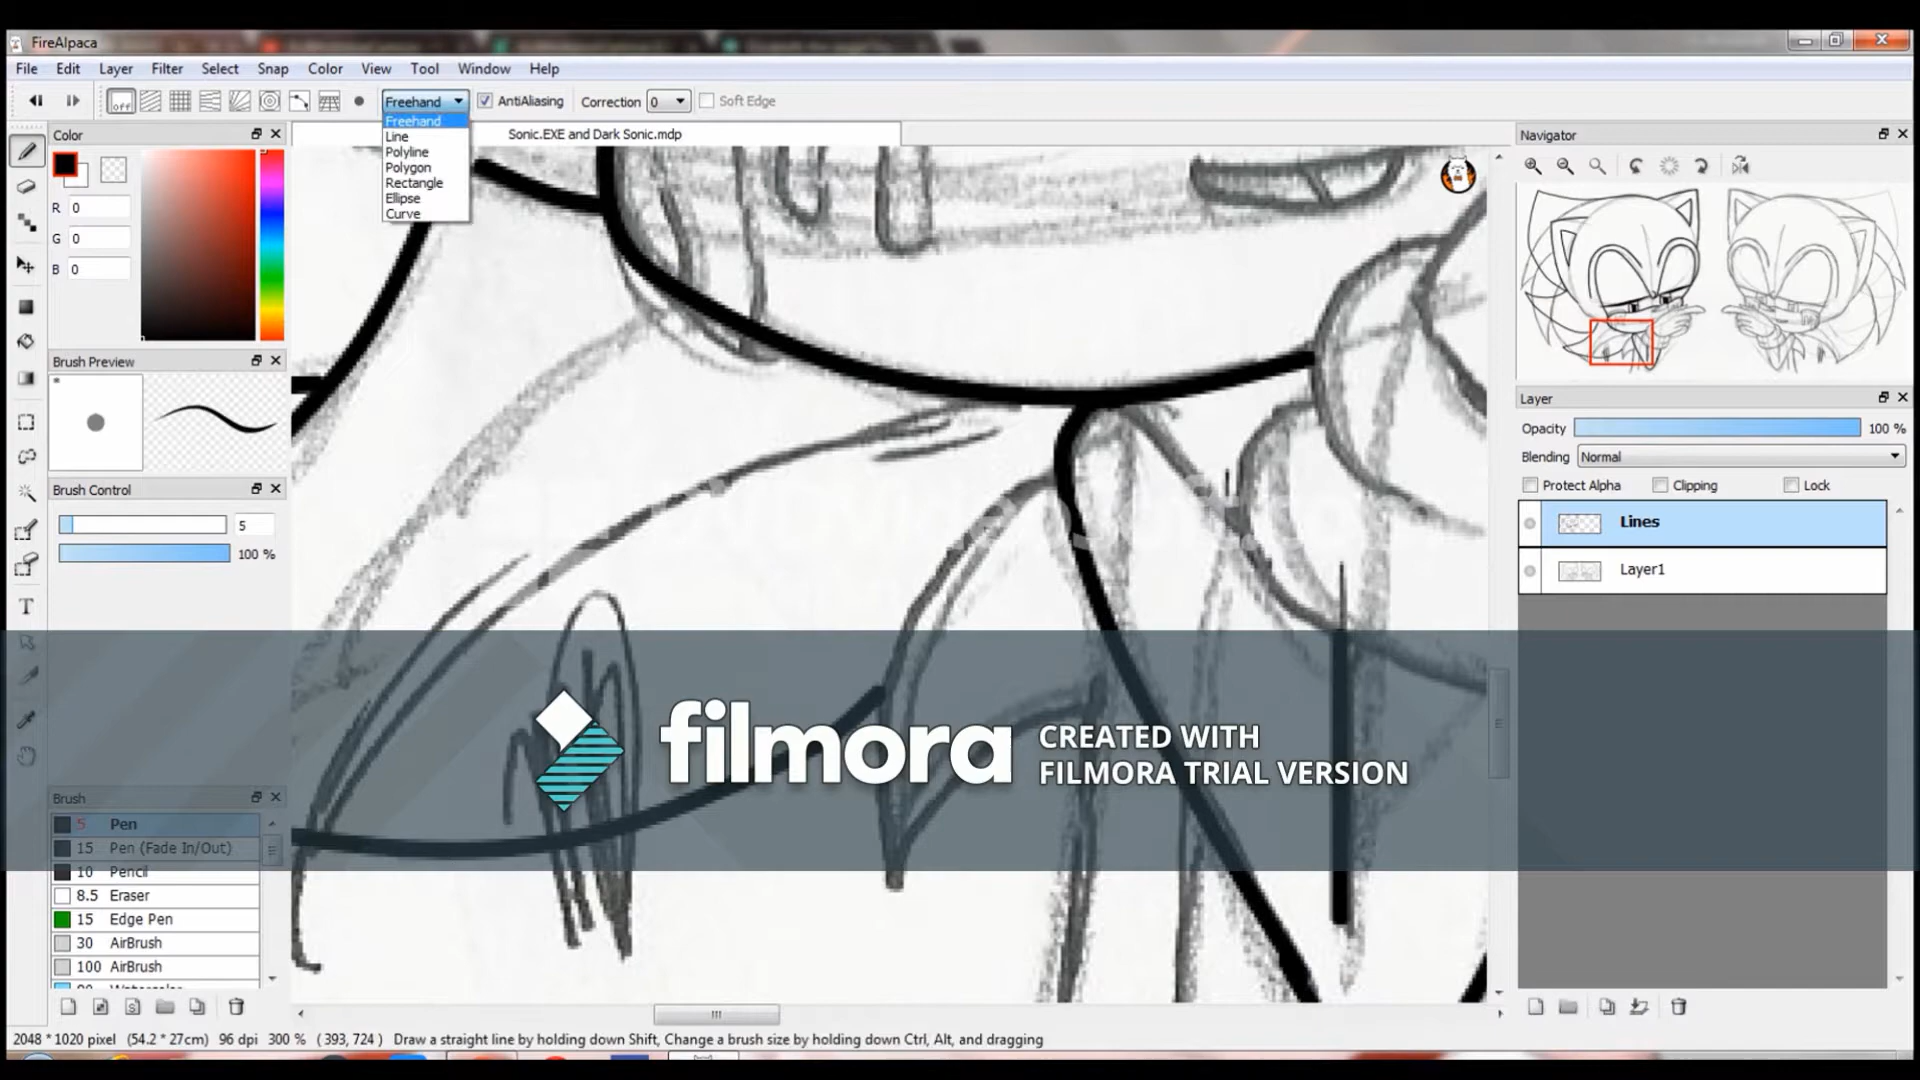 FireAlpaca
File Edit Layer Filter Select Snap Color View Tool Window Help
off Freehand AntiAliasing Correction 0 Soft Edge
Freehand
Line
Polyline
Polygon
Rectangle
Ellipse
Curve
Color
Sonic.EXE and Dark Sonic.mdp
R 0
G 0
B 0
Brush Preview
Brush Control
5
100 %
Brush
5 Pen
15 Pen (Fade In/Out)
10 Pencil
8.5 Eraser
15 Edge Pen
30 AirBrush
100 AirBrush
Navigator
Layer
Opacity 100 %
Blending Normal
Protect Alpha Clipping Lock
Lines
Layer1
filmora
CREATED WITH
FILMORA TRIAL VERSION
2048 * 1020 pixel (54.2 * 27cm) 96 dpi 300 % ( 393, 724 ) Draw a straight line by holding down Shift, Change a brush size by holding down Ctrl, Alt, and dragging